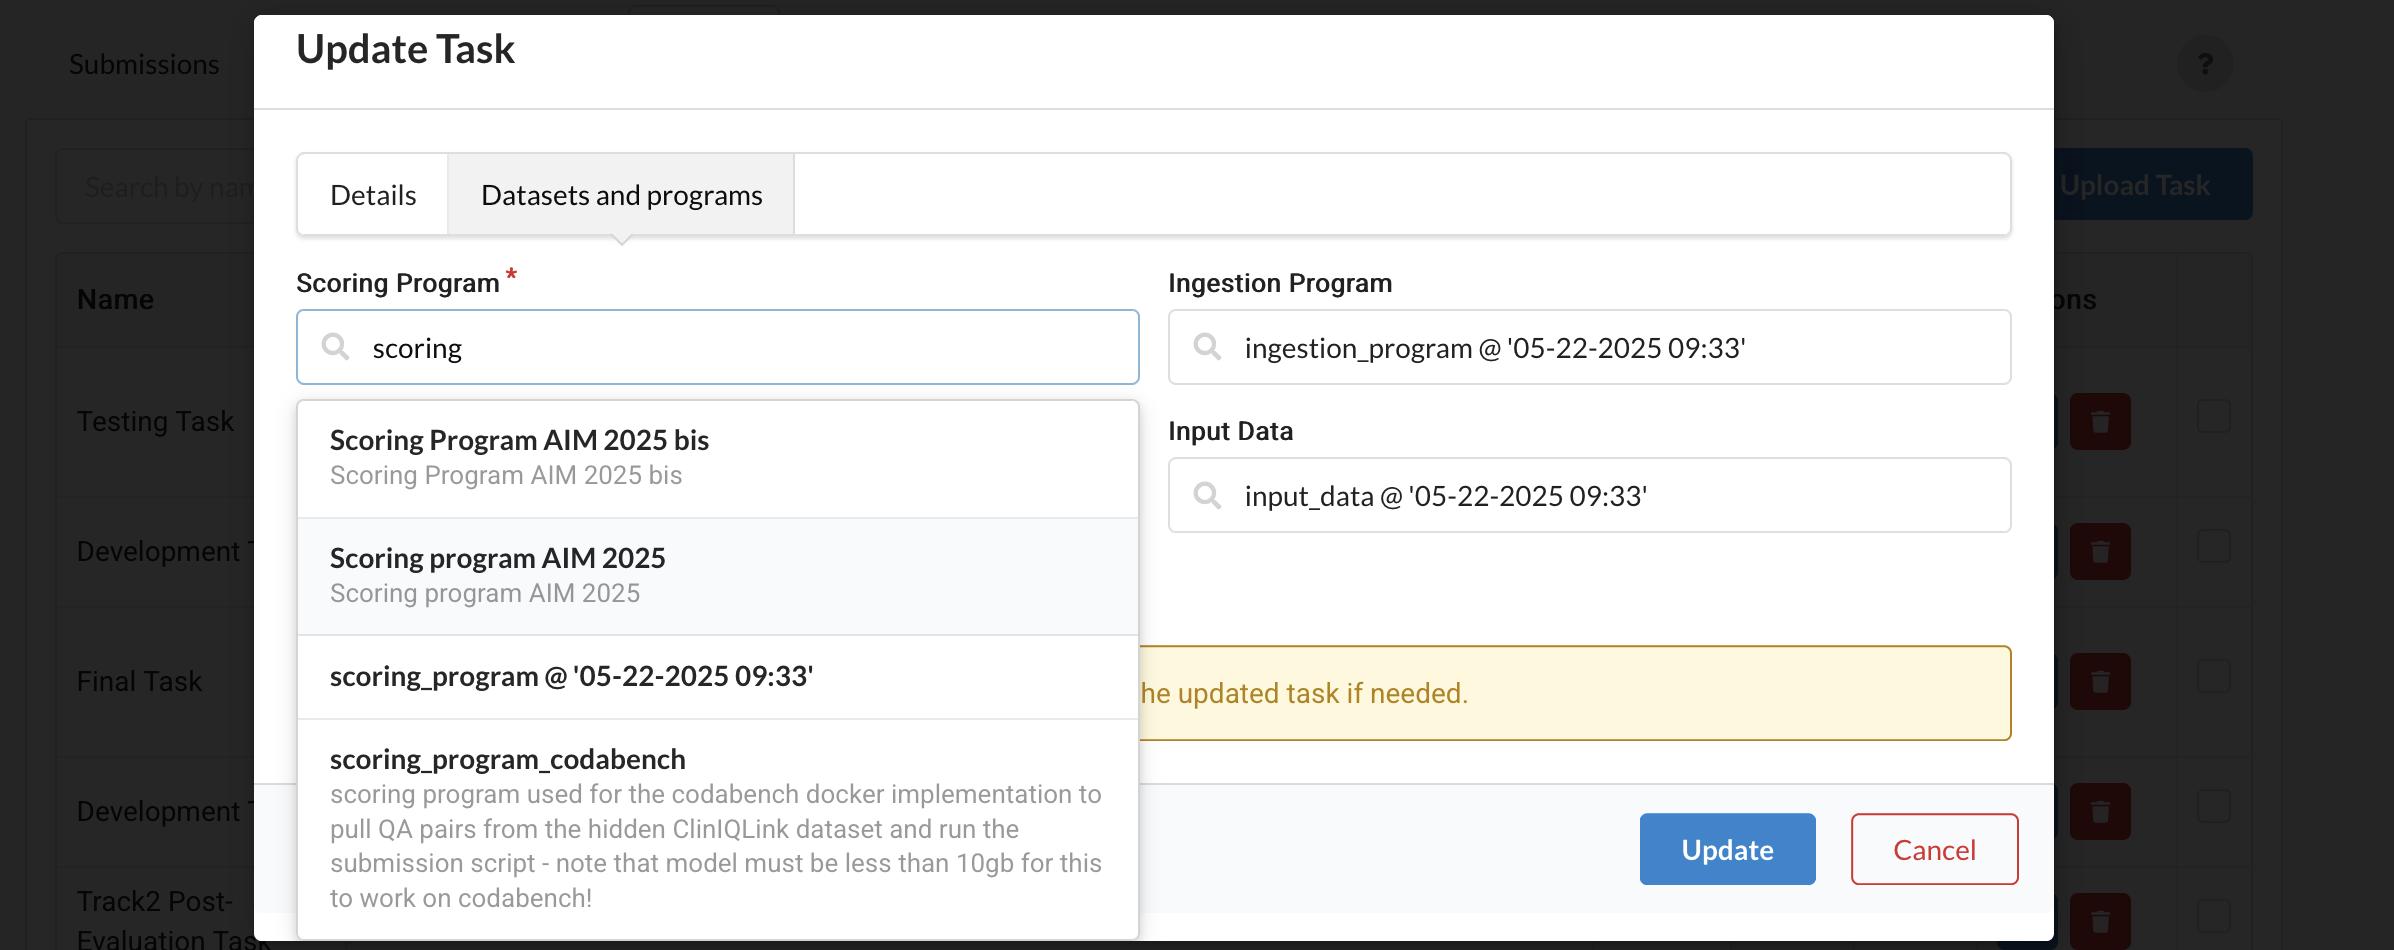 Update Task
Submissions
?
Search by nam
Upload Task
Details
Datasets and programs
Scoring Program *
Ingestion Program
scoring
ingestion_program @ '05-22-2025 09:33'
Name
ons
Scoring Program AIM 2025 bis
Scoring Program AIM 2025 bis
Input Data
input_data @ '05-22-2025 09:33'
Testing Task
Scoring program AIM 2025
Scoring program AIM 2025
Development T
scoring_program @ '05-22-2025 09:33'
he updated task if needed.
Final Task
scoring_program_codabench
scoring program used for the codabench docker implementation to
pull QA pairs from the hidden ClinIQLink dataset and run the
submission script - note that model must be less than 10gb for this
to work on codabench!
Development T
Update
Cancel
Track2 Post-
Evaluation Task